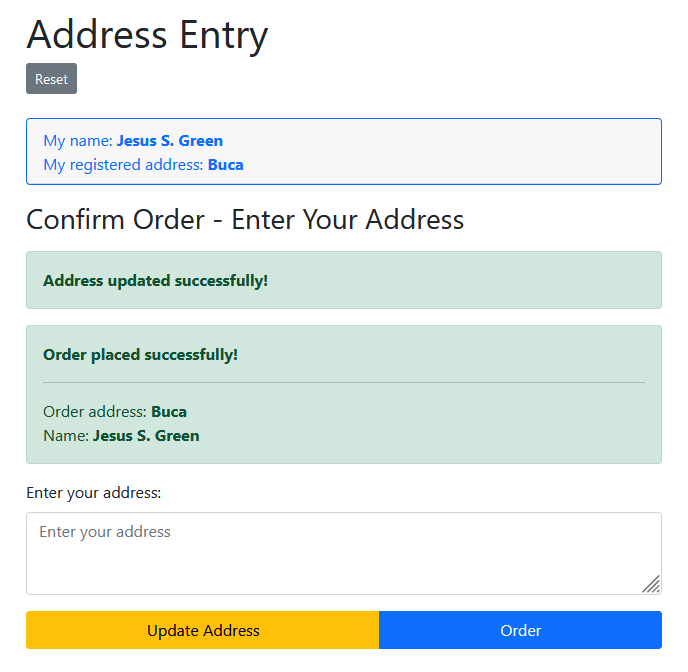 Address Entry
Reset
My name: Jesus S. Green
My registered address: Buca
Confirm Order - Enter Your Address
Address updated successfully!
Order placed successfully!
Order address: Buca
Name: Jesus S. Green
Enter your address:
Enter your address
Update Address
Order